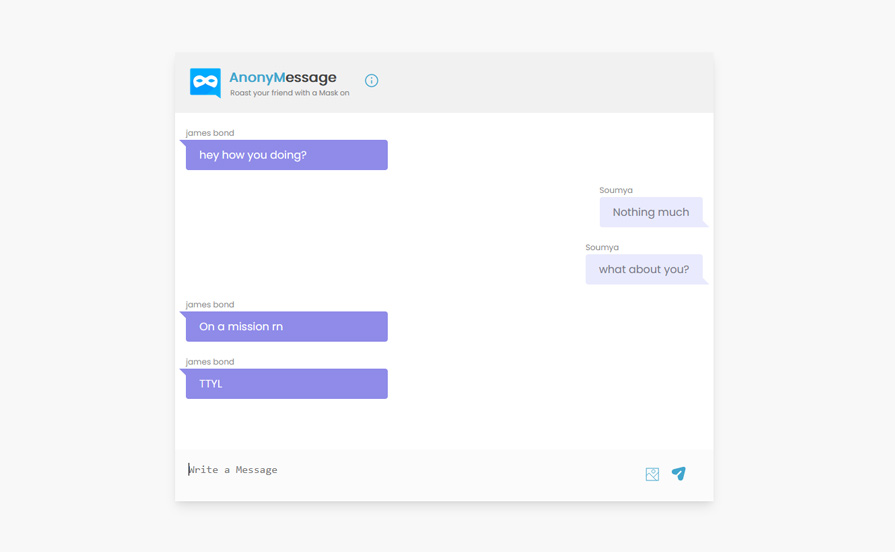 AnonyMessage
Roast your friend with a Mask on
james bond
hey how you doing?
Soumya
Nothing much
Soumya
what about you?
james bond
On a mission rn
james bond
TTYL
Write a Message